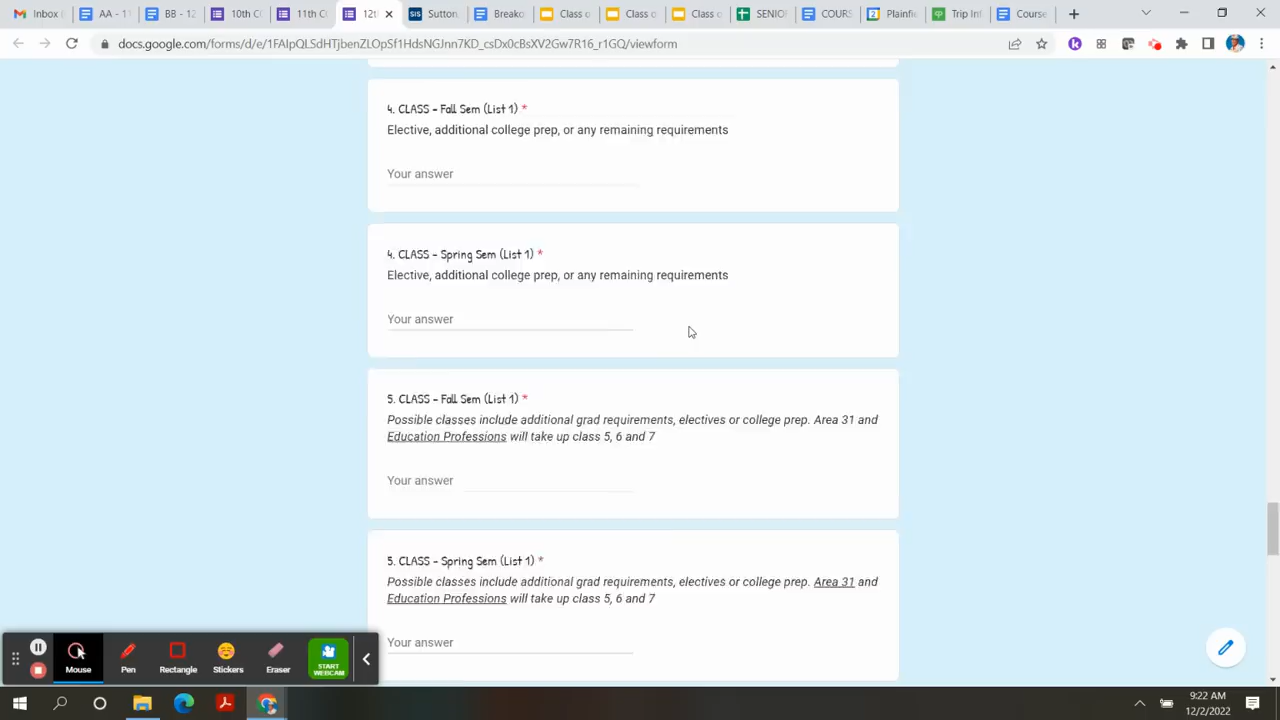 Inbox (
AA - 1
BB - 12
10th C
11th C
12th
Sutton
Breako
Class o
Class o
Class o
SENIO
COURS
Plainfie
Trip Int
Course
docs.google.com/forms/d/e/1FAIpQLSdHTjbenZLOpSf1HdsNGJnn7KD_csDx0cBsXV2Gw7R16_r1GQ/viewform
4. CLASS - Fall Sem (List 1) *
Elective, additional college prep, or any remaining requirements
Your answer
4. CLASS - Spring Sem (List 1) *
Elective, additional college prep, or any remaining requirements
Your answer
5. CLASS - Fall Sem (List 1) *
Possible classes include additional grad requirements, electives or college prep. Area 31 and
Education Professions will take up class 5, 6 and 7
Your answer
5. CLASS - Spring Sem (List 1) *
Possible classes include additional grad requirements, electives or college prep. Area 31 and
Education Professions will take up class 5, 6 and 7
Your answer
Mouse
Pen
Rectangle
Stickers
Eraser
START
WEBCAM
9:22 AM
12/2/2022